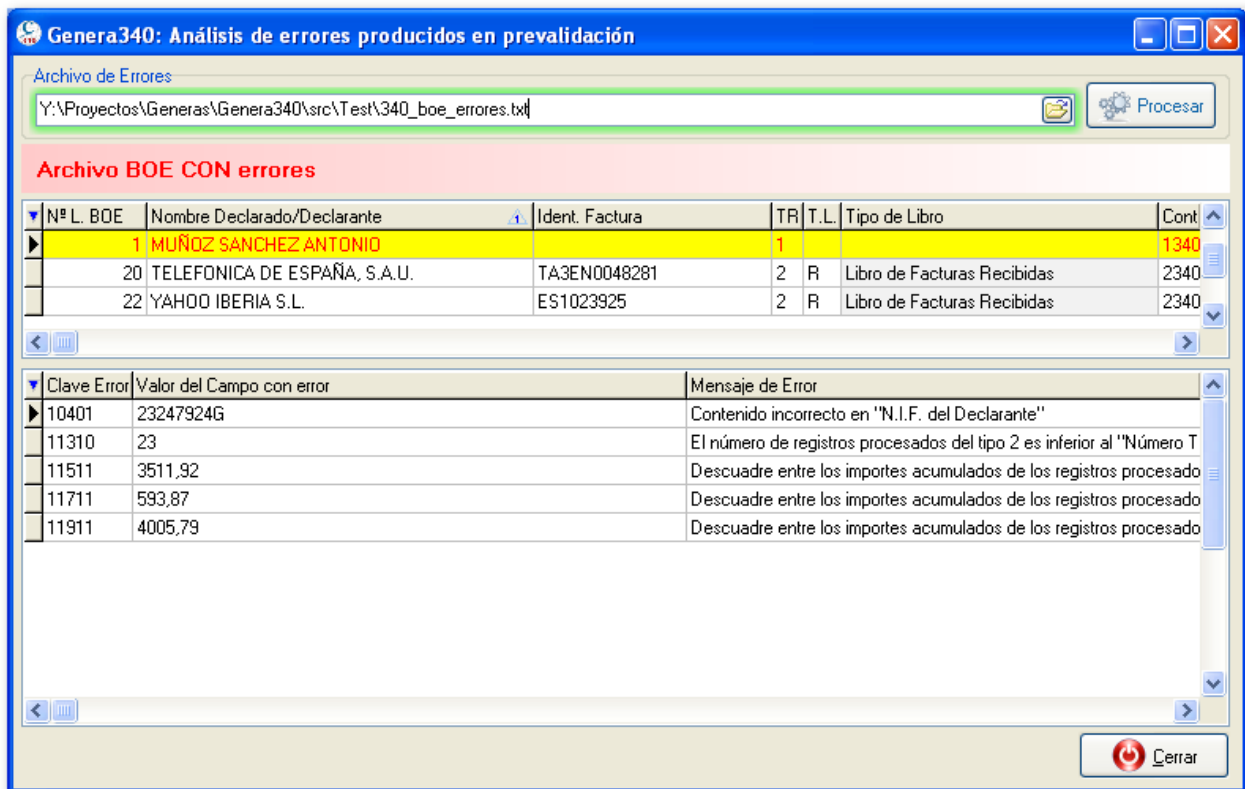 Genera340: Análisis de errores producidos en prevalidación
Archivo de Errores
Y:\Proyectos\Generas\Genera340\src\Test\340_boe_errores.txt Procesar
Archivo BOE CON errores
Nº L. BOE Nombre Declarado/Declarante 1 Ident. Factura TR T.L. Tipo de Libro Cont
1 MUÑOZ SANCHEZ ANTONIO 1 1340
20 TELEFONICA DE ESPAÑA, S.A.U. TA3EN0048281 2 R Libro de Facturas Recibidas 2340
22 YAHOO IBERIA S.L. ES1023925 2 R Libro de Facturas Recibidas 2340
Clave Error Valor del Campo con error Mensaje de Error
10401 23247924G Contenido incorrecto en "N.I.F. del Declarante"
11310 23 El número de registros procesados del tipo 2 es inferior al "Número T
11511 3511,92 Descuadre entre los importes acumulados de los registros procesado
11711 593,87 Descuadre entre los importes acumulados de los registros procesado
11911 4005,79 Descuadre entre los importes acumulados de los registros procesado
Cerrar